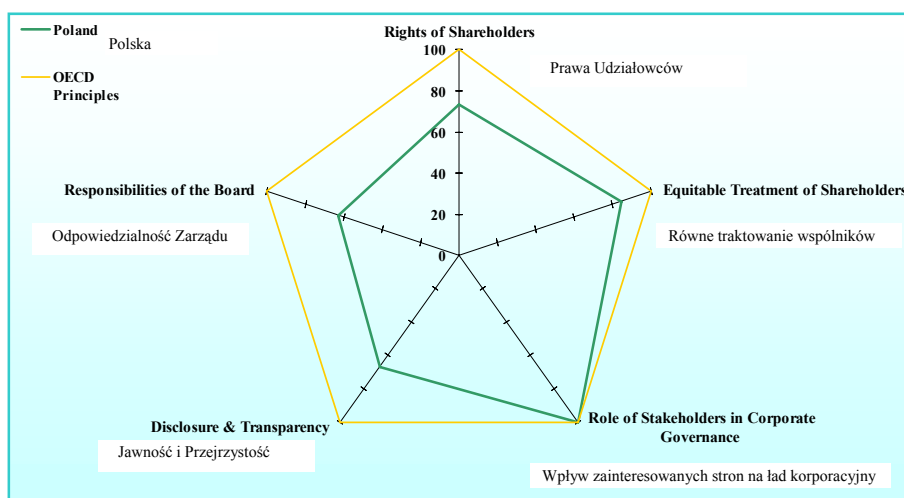 Poland
Polska
OECD
Principles
Rights of Shareholders
Prawa Udziałowców
100
80
60
40
20
0
Responsibilities of the Board
Odpowiedzialność Zarządu
Equitable Treatment of Shareholders
Równe traktowanie wspólników
Disclosure & Transparency
Jawność i Przejrzystość
Role of Stakeholders in Corporate
Governance
Wpływ zainteresowanych stron na ład korporacyjny